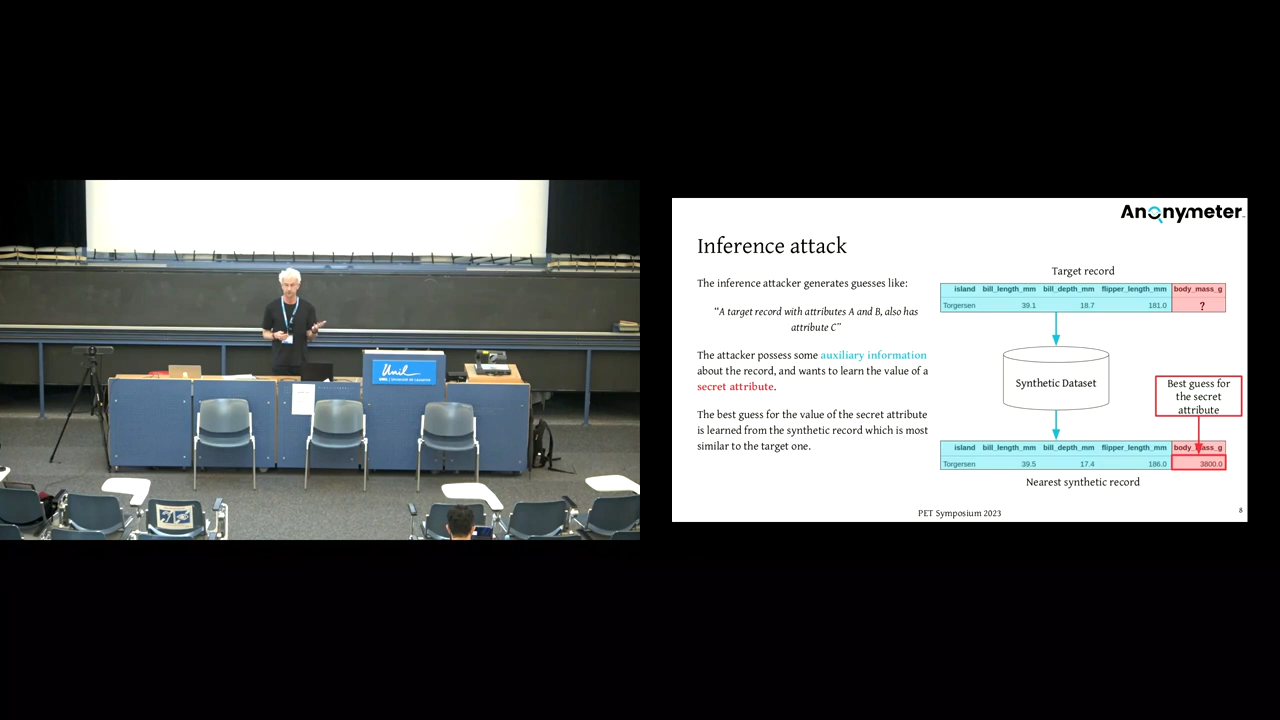 Anonymeter
Inference attack
The inference attacker generates guesses like:
“A target record with attributes A and B, also has
attribute C”
The attacker possess some auxiliary information
about the record, and wants to learn the value of a
secret attribute.
The best guess for the value of the secret attribute
is learned from the synthetic record which is most
similar to the target one.
Target record
island bill_length_mm bill_depth_mm flipper_length_mm body_mass_g
Torgersen 39.1 18.7 181.0 ?
Synthetic Dataset
Best guess for
the secret
attribute
island bill_length_mm bill_depth_mm flipper_length_mm body_mass_g
Torgersen 39.5 17.4 186.0 3800.0
Nearest synthetic record
PET Symposium 2023
8
Unil